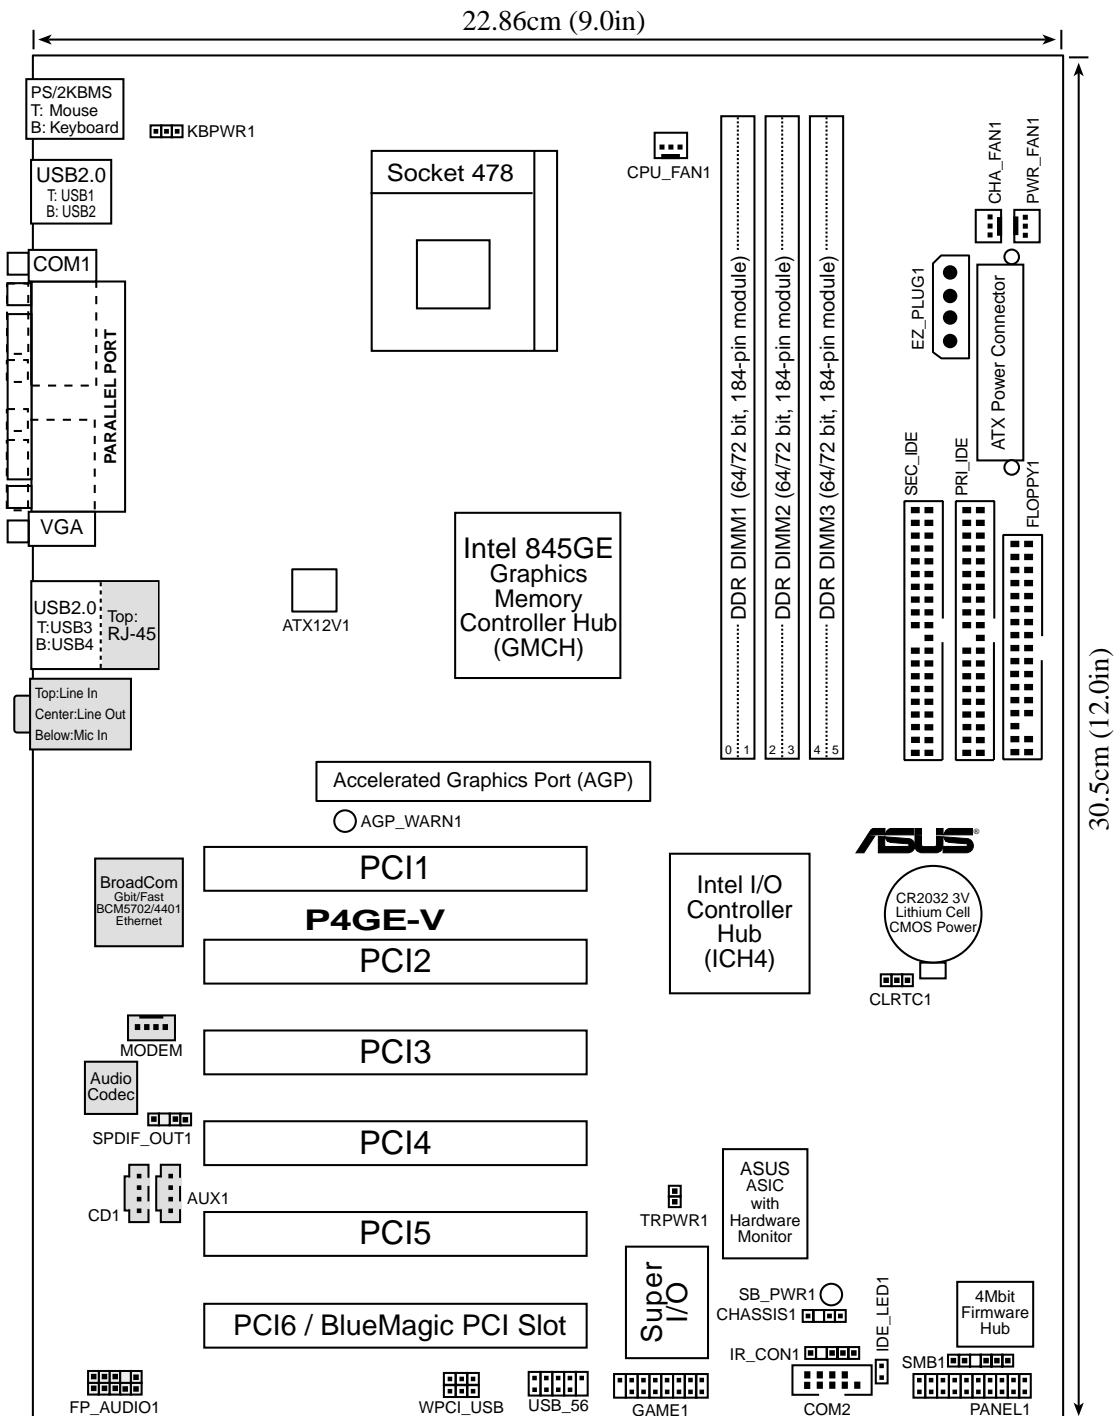 22.86cm (9.0in)
PS/2KBMS
T: Mouse
B: Keyboard
KBPWR1
USB2.0
T: USB1
B: USB2
Socket 478
CPU_FAN1
CHA_FAN1
PWR_FAN1
COM1
PARALLEL PORT
VGA
EZ_PLUG1
ATX Power Connector
DDR DIMM1 (64/72 bit, 184-pin module)
DDR DIMM2 (64/72 bit, 184-pin module)
DDR DIMM3 (64/72 bit, 184-pin module)
0 1
2 3
4 5
SEC_IDE
PRI_IDE
FLOPPY1
30.5cm (12.0in)
Intel 845GE
Graphics
Memory
Controller Hub
(GMCH)
ATX12V1
USB2.0
T:USB3
B:USB4
Top:
RJ-45
Top:Line In
Center:Line Out
Below:Mic In
Accelerated Graphics Port (AGP)
AGP_WARN1
PCI1
BroadCom
Gbit/Fast
BCM5702/4401
Ethernet
P4GE-V
PCI2
Intel I/O
Controller
Hub
(ICH4)
ASUS®
CR2032 3V
Lithium Cell
CMOS Power
CLRTC1
MODEM
PCI3
Audio
Codec
SPDIF_OUT1
PCI4
CD1
AUX1
PCI5
TRPWR1
ASUS
ASIC
with
Hardware
Monitor
Super
I/O
PCI6 / BlueMagic PCI Slot
SB_PWR1
CHASSIS1
IDE_LED1
4Mbit
Firmware
Hub
IR_CON1
SMB1
FP_AUDIO1
WPCI_USB
USB_56
GAME1
COM2
PANEL1